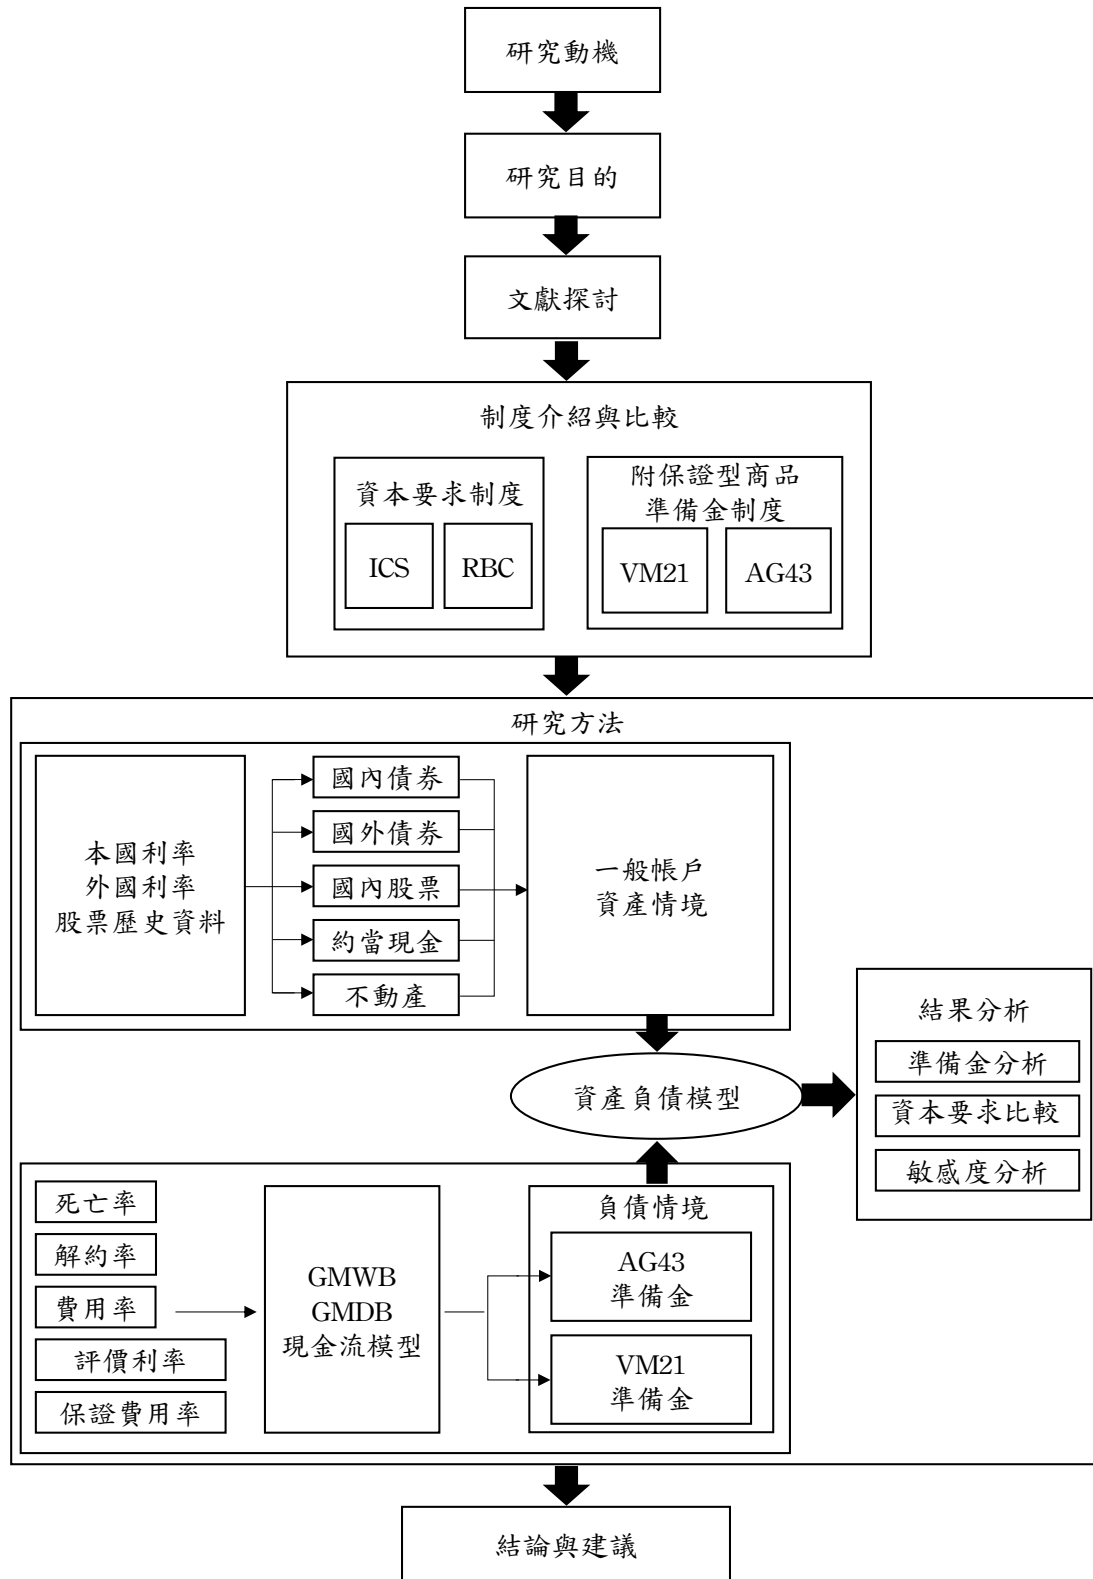 研究動機
研究目的
文獻探討
制度介紹與比較
資本要求制度
ICS
RBC
附保證型商品
準備金制度
VM21
AG43
研究方法
本國利率
外國利率
股票歷史資料
國內債券
國外債券
國內股票
約當現金
不動產
一般帳戶
資產情境
資產負債模型
結果分析
準備金分析
資本要求比較
敏感度分析
死亡率
解約率
費用率
評價利率
保證費用率
GMWB
GMDB
現金流模型
負債情境
AG43
準備金
VM21
準備金
結論與建議